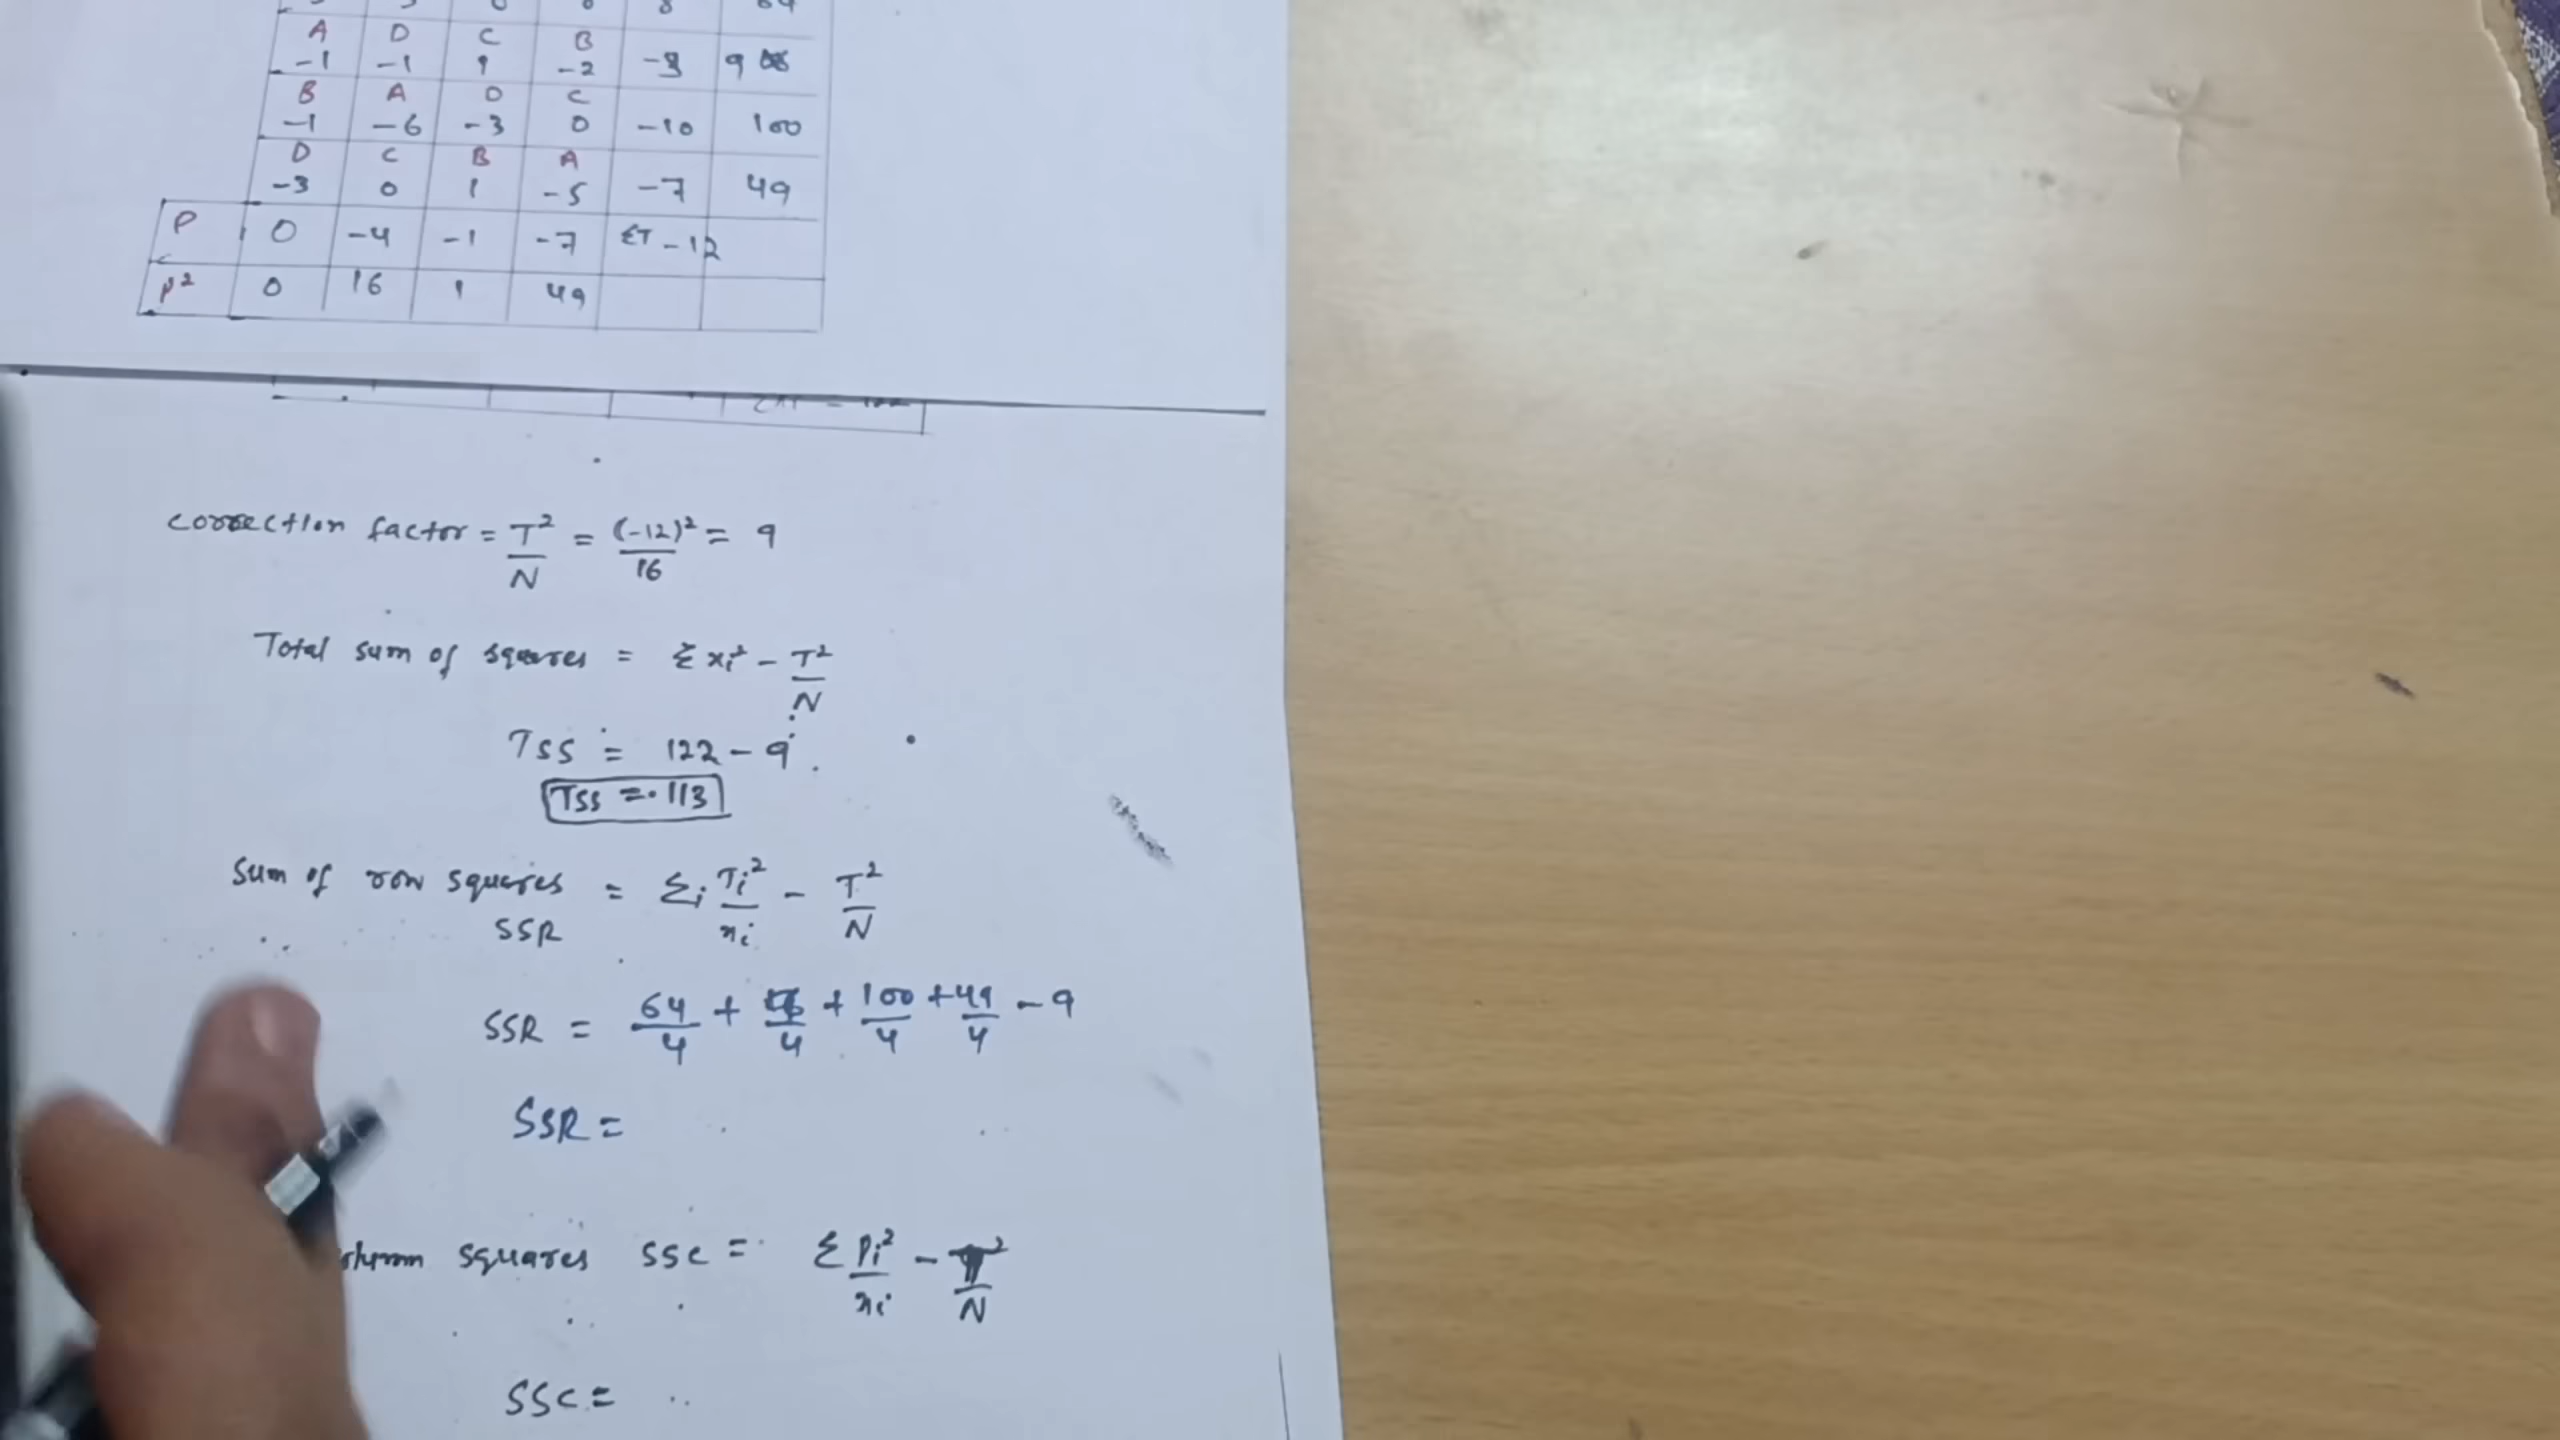 A D C B
-1 -1 1 -2 -3 9
B A D C
-1 -6 -3 0 -10 100
D C B A
-3 0 1 -5 -7 49
P 0 -4 -1 -7 ΣT -12
P² 0 16 1 49
correction factor = T²/N = (-12)²/16 = 9
Total sum of squares = Σxi² - T²/N
TSS = 122 - 9
TSS = 113
Sum of row squares = Σi Ti²/ni - T²/N
SSR
SSR = 64/4 + /4 + 100/4 + 49/4 - 9
SSR =
squares SSC = ΣPi²/ni - T²/N
SSC =